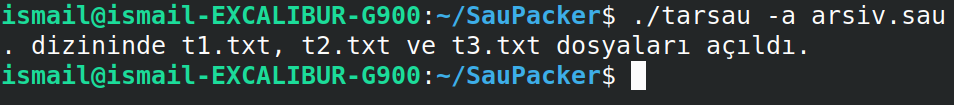 ismail@ismail-EXCALIBUR-G900:~/SauPacker$ ./tarsau -a arsiv.sau
. dizininde t1.txt, t2.txt ve t3.txt dosyaları açıldı.
ismail@ismail-EXCALIBUR-G900:~/SauPacker$